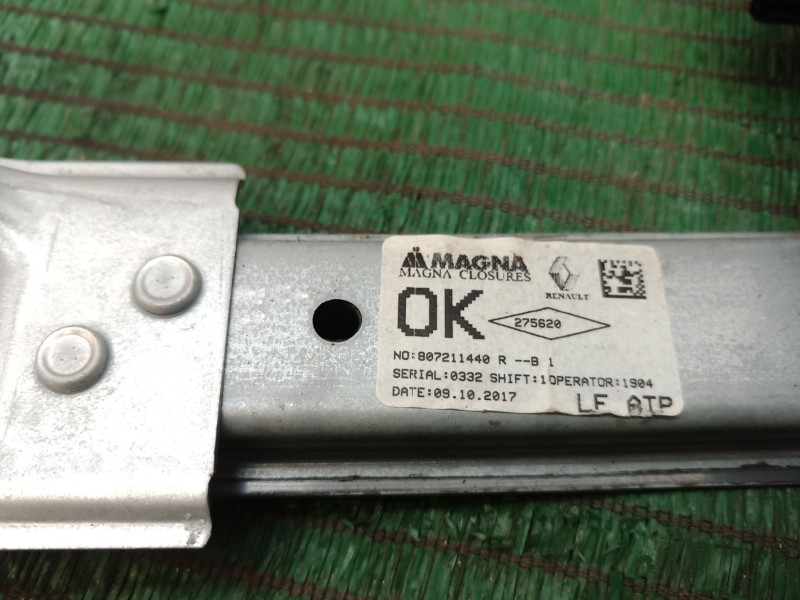 MAGNA
MAGNA CLOSURES
RENAULT
OK
275620
NO:807211440 R --B 1
SERIAL:0332 SHIFT:1OPERATOR:1904
DATE:09.10.2017
LF ATP